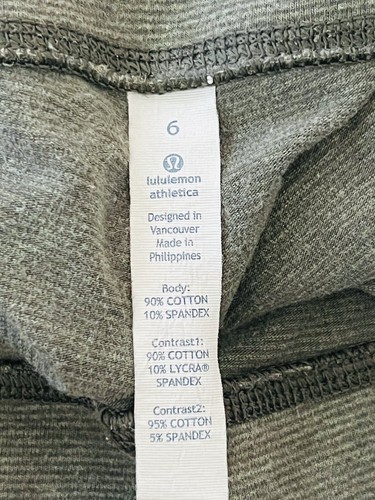 6
lululemon
athletica
Designed in
Vancouver
Made in
Philippines
Body:
90% COTTON
10% SPANDEX
Contrast1:
90% COTTON
10% LYCRA®
SPANDEX
Contrast2:
95% COTTON
5% SPANDEX